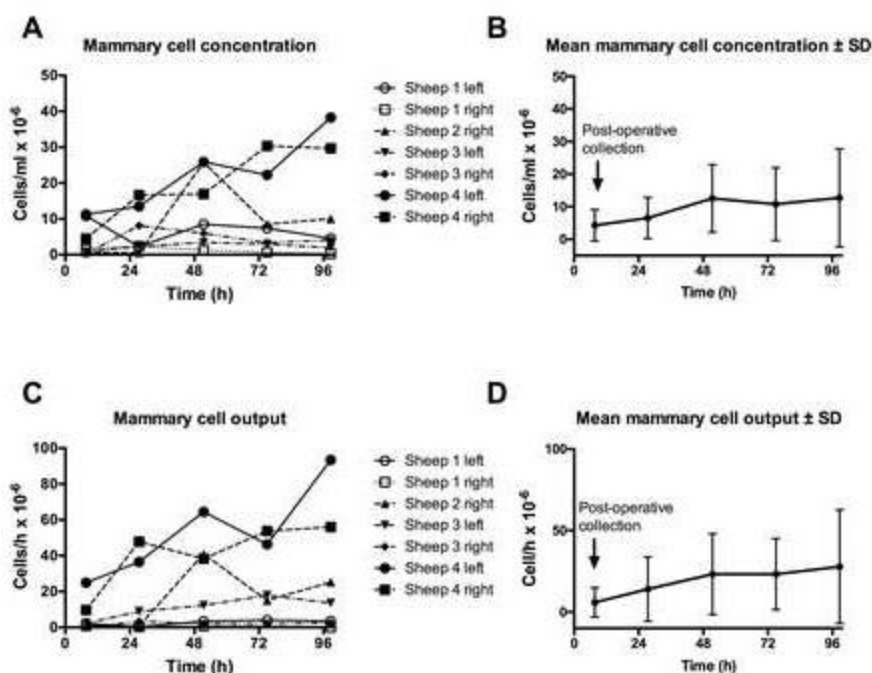 A
Mammary cell concentration
Cells/ml x 10⁻⁶
50
40
30
20
10
0
0
24
48
72
96
Time (h)
Sheep 1 left
Sheep 1 right
Sheep 2 right
Sheep 3 left
Sheep 3 right
Sheep 4 left
Sheep 4 right
B
Mean mammary cell concentration ± SD
Cells/ml x 10⁻⁶
50
40
30
20
10
0
Post-operative
collection
0
24
48
72
96
Time (h)
C
Mammary cell output
Cells/h x 10⁻⁶
100
80
60
40
20
0
0
24
48
72
96
Time (h)
Sheep 1 left
Sheep 1 right
Sheep 2 right
Sheep 3 left
Sheep 3 right
Sheep 4 left
Sheep 4 right
D
Mean mammary cell output ± SD
Cell/h x 10⁻⁶
100
50
0
Post-operative
collection
0
24
48
72
96
Time (h)